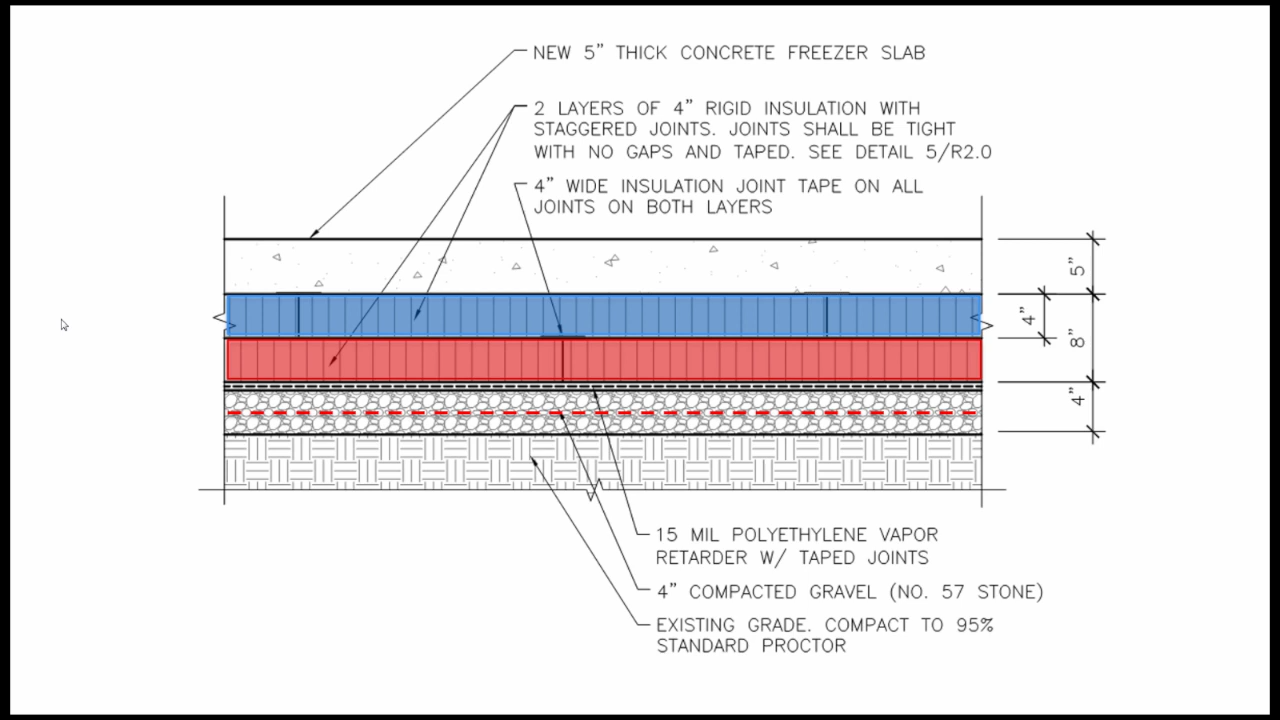 NEW 5” THICK CONCRETE FREEZER SLAB
2 LAYERS OF 4” RIGID INSULATION WITH
STAGGERED JOINTS. JOINTS SHALL BE TIGHT
WITH NO GAPS AND TAPED. SEE DETAIL 5/R2.0
4” WIDE INSULATION JOINT TAPE ON ALL
JOINTS ON BOTH LAYERS
5”
4”
8”
4”
15 MIL POLYETHYLENE VAPOR
RETARDER W/ TAPED JOINTS
4” COMPACTED GRAVEL (NO. 57 STONE)
EXISTING GRADE. COMPACT TO 95%
STANDARD PROCTOR